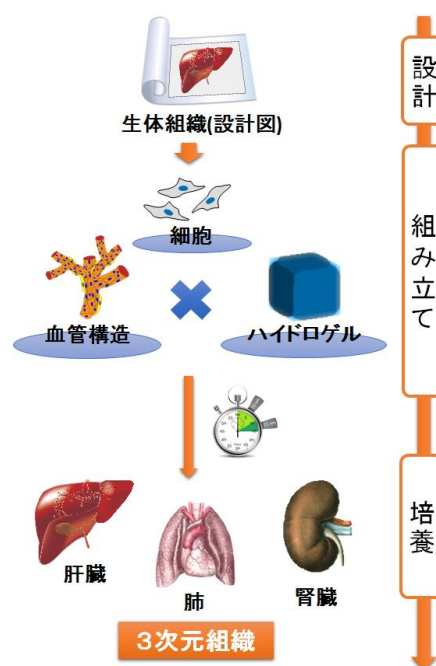 生体組織(設計図)
細胞
血管構造
ハイドロゲル
肝臓
肺
腎臓
3次元組織
設計
組み立て
培養